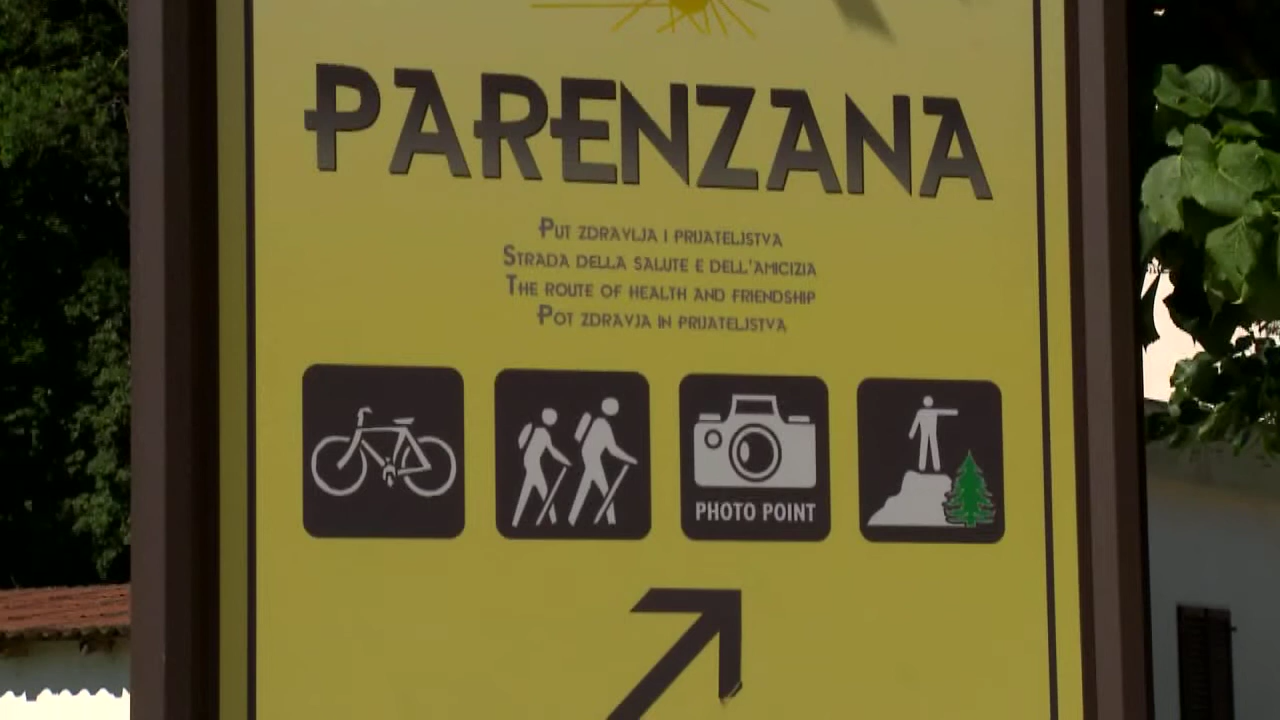 PARENZANA
PUT ZDRAVLJA I PRIJATELJSTVA
STRADA DELLA SALUTE E DELL'AMICIZIA
THE ROUTE OF HEALTH AND FRIENDSHIP
POT ZDRAVJA IN PRIJATELJSTVA
PHOTO POINT